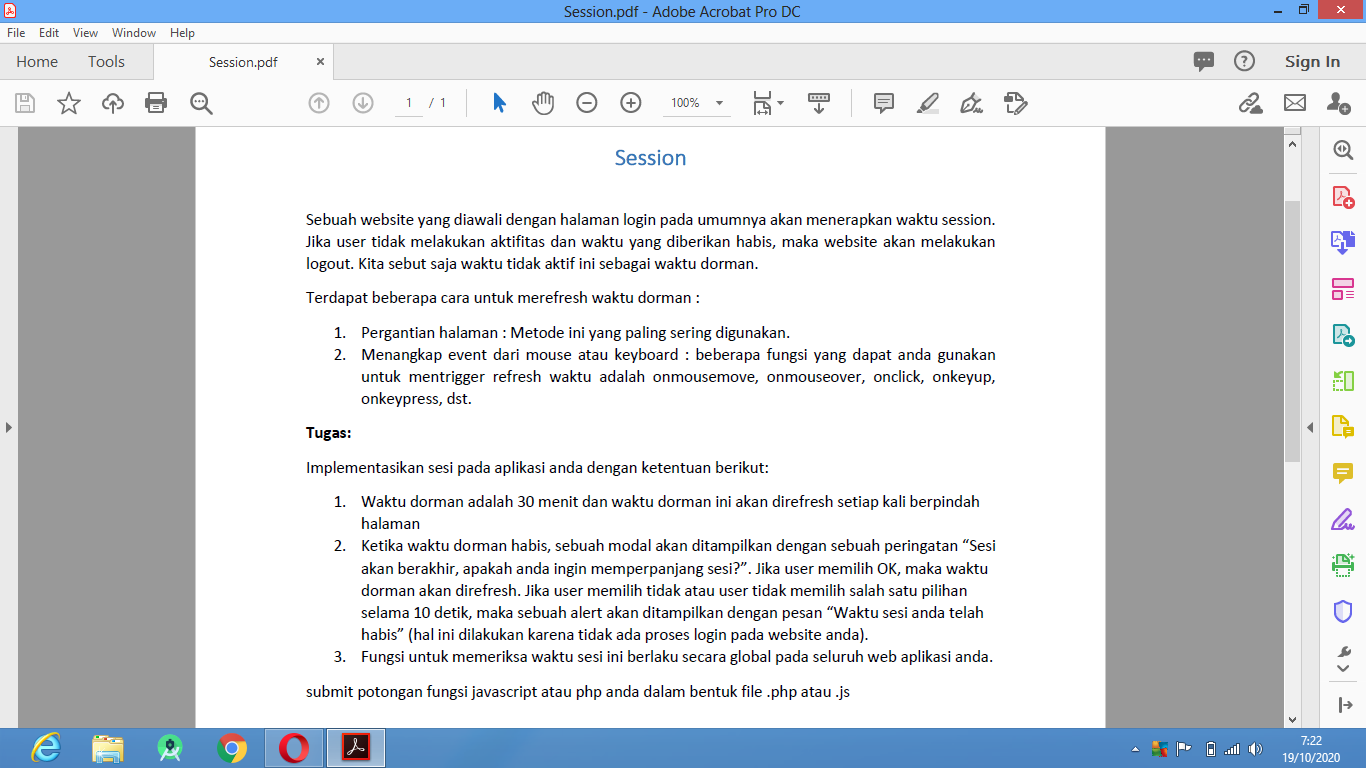 Session.pdf - Adobe Acrobat Pro DC
File Edit View Window Help
Home Tools Session.pdf × Sign In
1 / 1 100%
Session
Sebuah website yang diawali dengan halaman login pada umumnya akan menerapkan waktu session.
Jika user tidak melakukan aktifitas dan waktu yang diberikan habis, maka website akan melakukan
logout. Kita sebut saja waktu tidak aktif ini sebagai waktu dorman.
Terdapat beberapa cara untuk merefresh waktu dorman :
1. Pergantian halaman : Metode ini yang paling sering digunakan.
2. Menangkap event dari mouse atau keyboard : beberapa fungsi yang dapat anda gunakan
untuk mentrigger refresh waktu adalah onmousemove, onmouseover, onclick, onkeyup,
onkeypress, dst.
Tugas:
Implementasikan sesi pada aplikasi anda dengan ketentuan berikut:
1. Waktu dorman adalah 30 menit dan waktu dorman ini akan direfresh setiap kali berpindah
halaman
2. Ketika waktu dorman habis, sebuah modal akan ditampilkan dengan sebuah peringatan “Sesi
akan berakhir, apakah anda ingin memperpanjang sesi?”. Jika user memilih OK, maka waktu
dorman akan direfresh. Jika user memilih tidak atau user tidak memilih salah satu pilihan
selama 10 detik, maka sebuah alert akan ditampilkan dengan pesan “Waktu sesi anda telah
habis” (hal ini dilakukan karena tidak ada proses login pada website anda).
3. Fungsi untuk memeriksa waktu sesi ini berlaku secara global pada seluruh web aplikasi anda.
submit potongan fungsi javascript atau php anda dalam bentuk file .php atau .js
7:22
19/10/2020